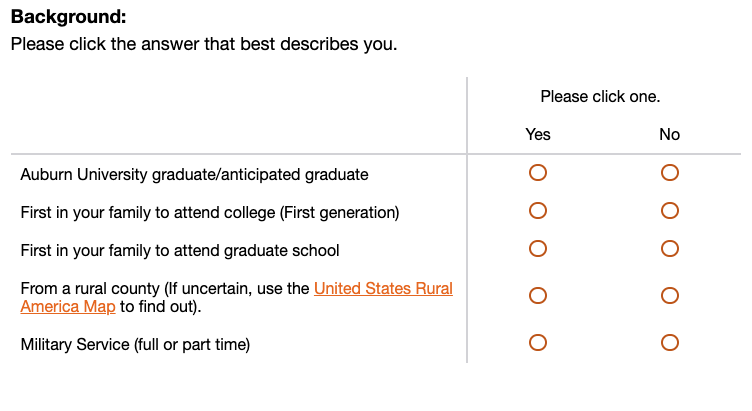 Background:
Please click the answer that best describes you.
Please click one.
Yes No
Auburn University graduate/anticipated graduate
First in your family to attend college (First generation)
First in your family to attend graduate school
From a rural county (If uncertain, use the United States Rural
America Map to find out).
Military Service (full or part time)